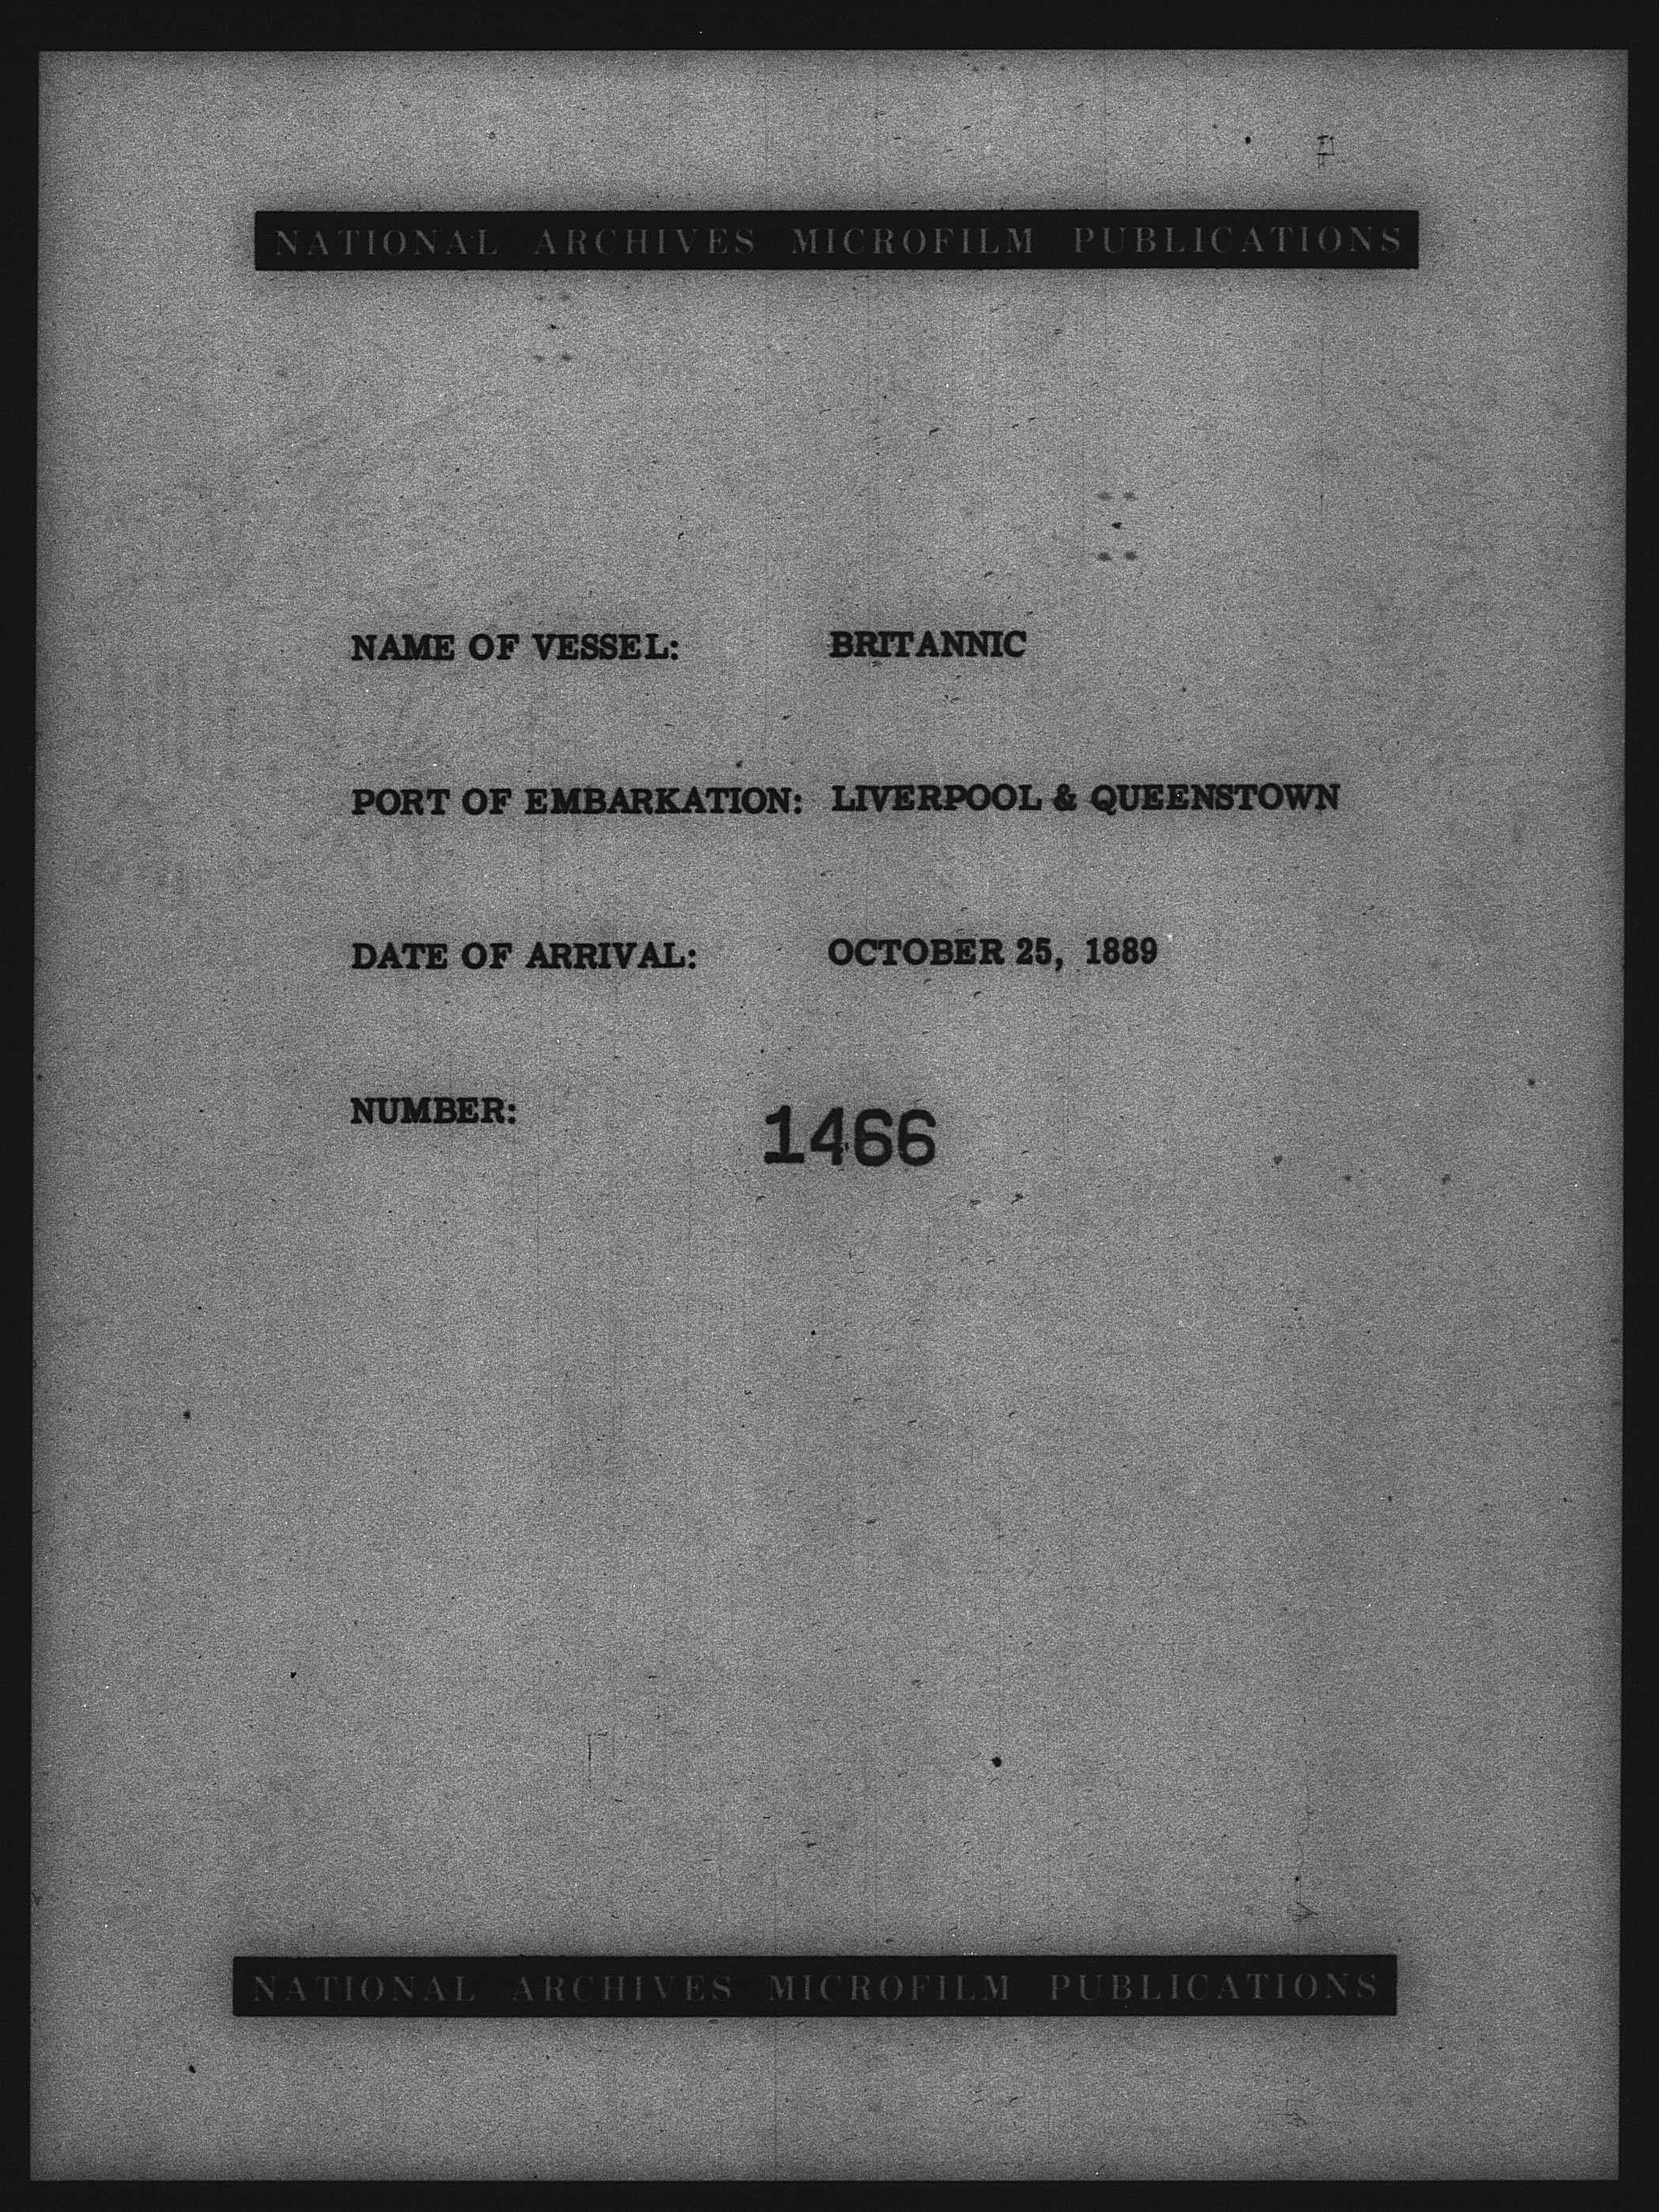 NATIONAL ARCHIVES MICROFILM PUBLICATIONS
NAME OF VESSEL: BRITANNIC
PORT OF EMBARKATION: LIVERPOOL & QUEENSTOWN
DATE OF ARRIVAL: OCTOBER 25, 1889
NUMBER: 1466
NATIONAL ARCHIVES MICROFILM PUBLICATIONS